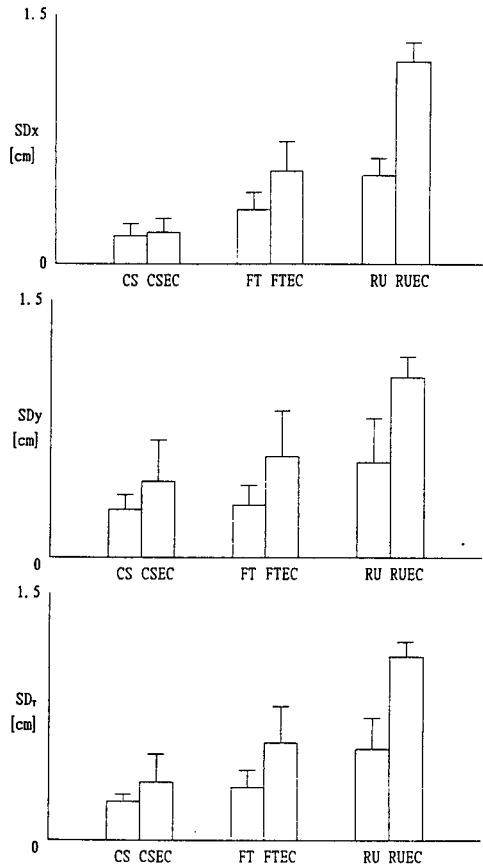 1.5
SDx
[cm]
0
CS CSEC FT FTEC RU RUEC
1.5
SDy
[cm]
0
CS CSEC FT FTEC RU RUEC
1.5
SDT
[cm]
0
CS CSEC FT FTEC RU RUEC